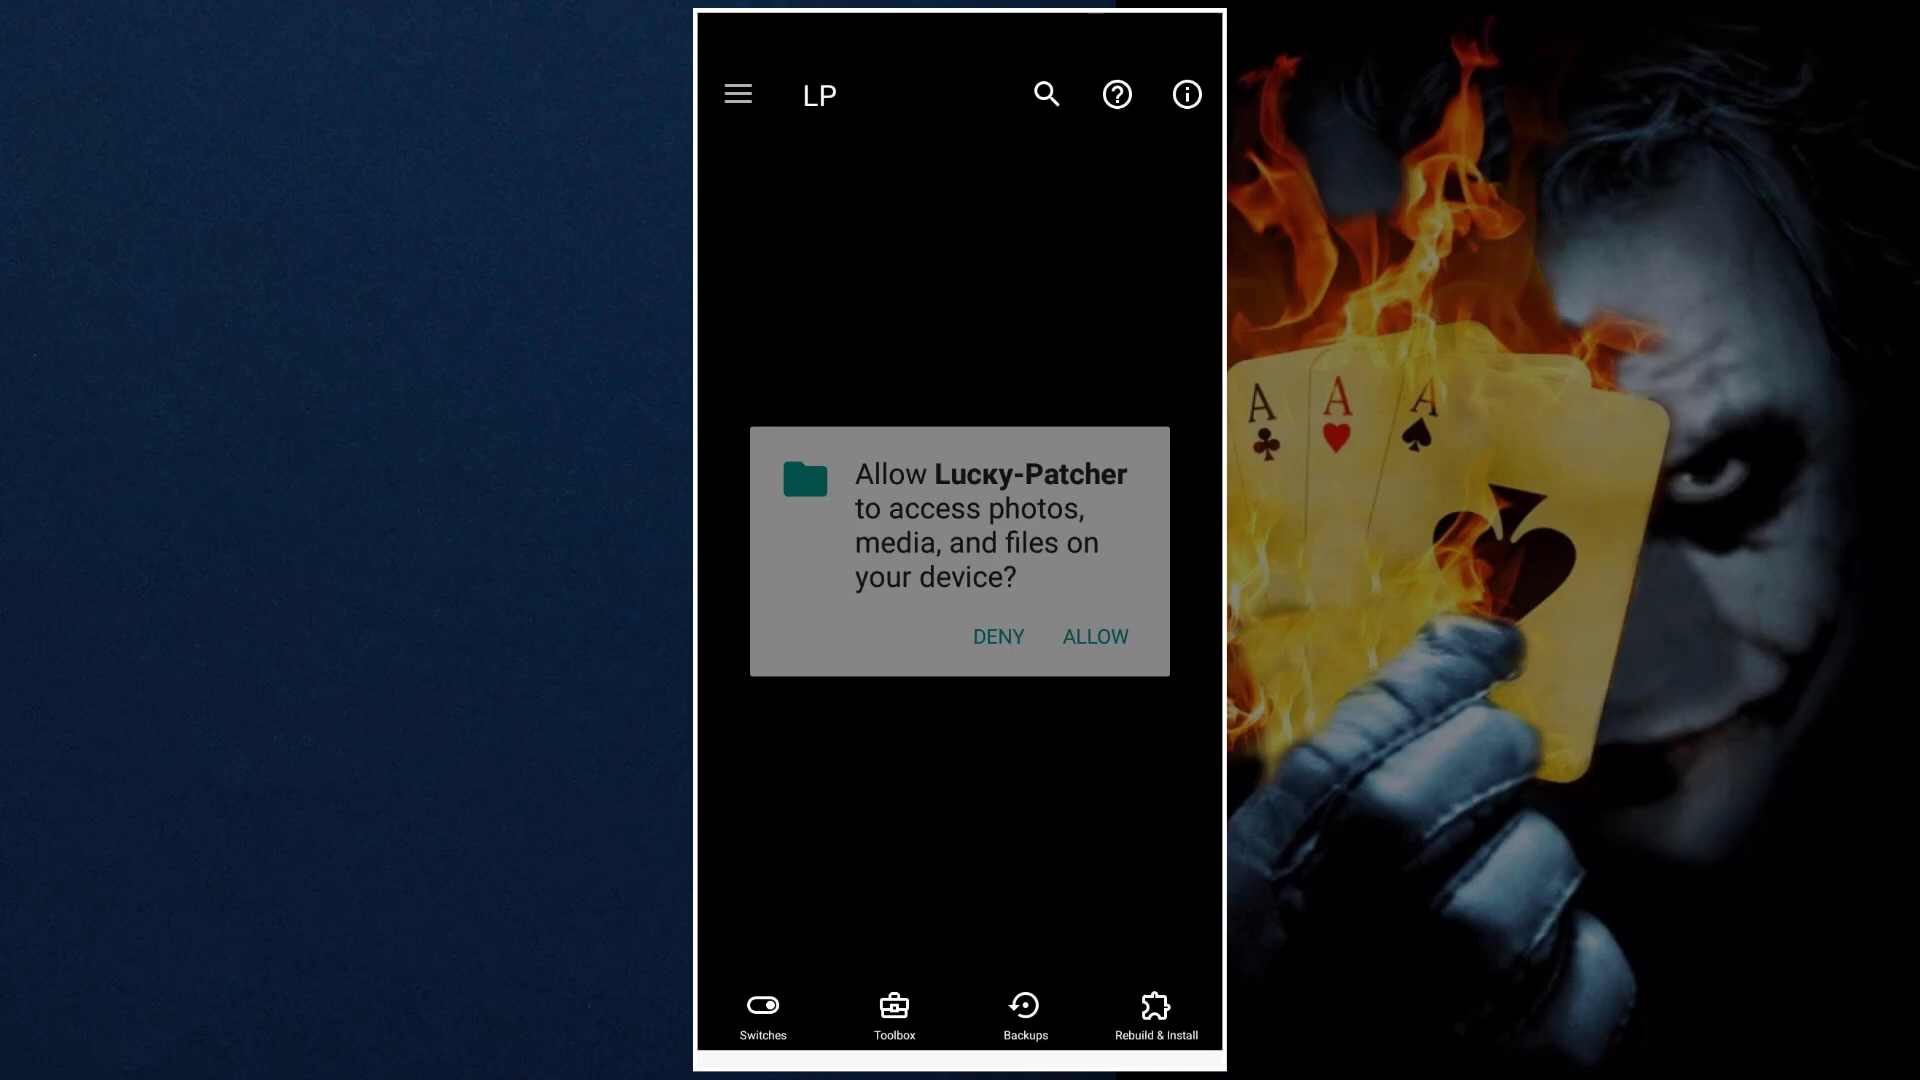 LP
Allow Lucкy-Patcher
to access photos,
media, and files on
your device?
DENY ALLOW
A A A
Switches Toolbox Backups Rebuild & Install